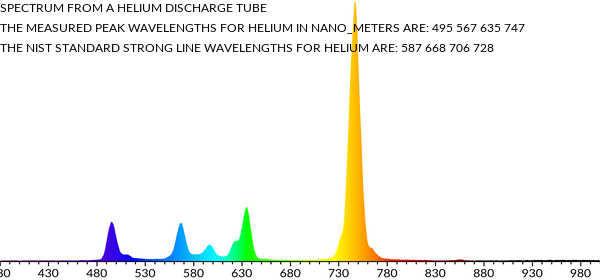 SPECTRUM FROM A HELIUM DISCHARGE TUBE
THE MEASURED PEAK WAVELENGTHS FOR HELIUM IN NANO_METERS ARE: 495 567 635 747
THE NIST STANDARD STRONG LINE WAVELENGTHS FOR HELIUM ARE: 587 668 706 728
80 430 480 530 580 630 680 730 780 830 880 930 980